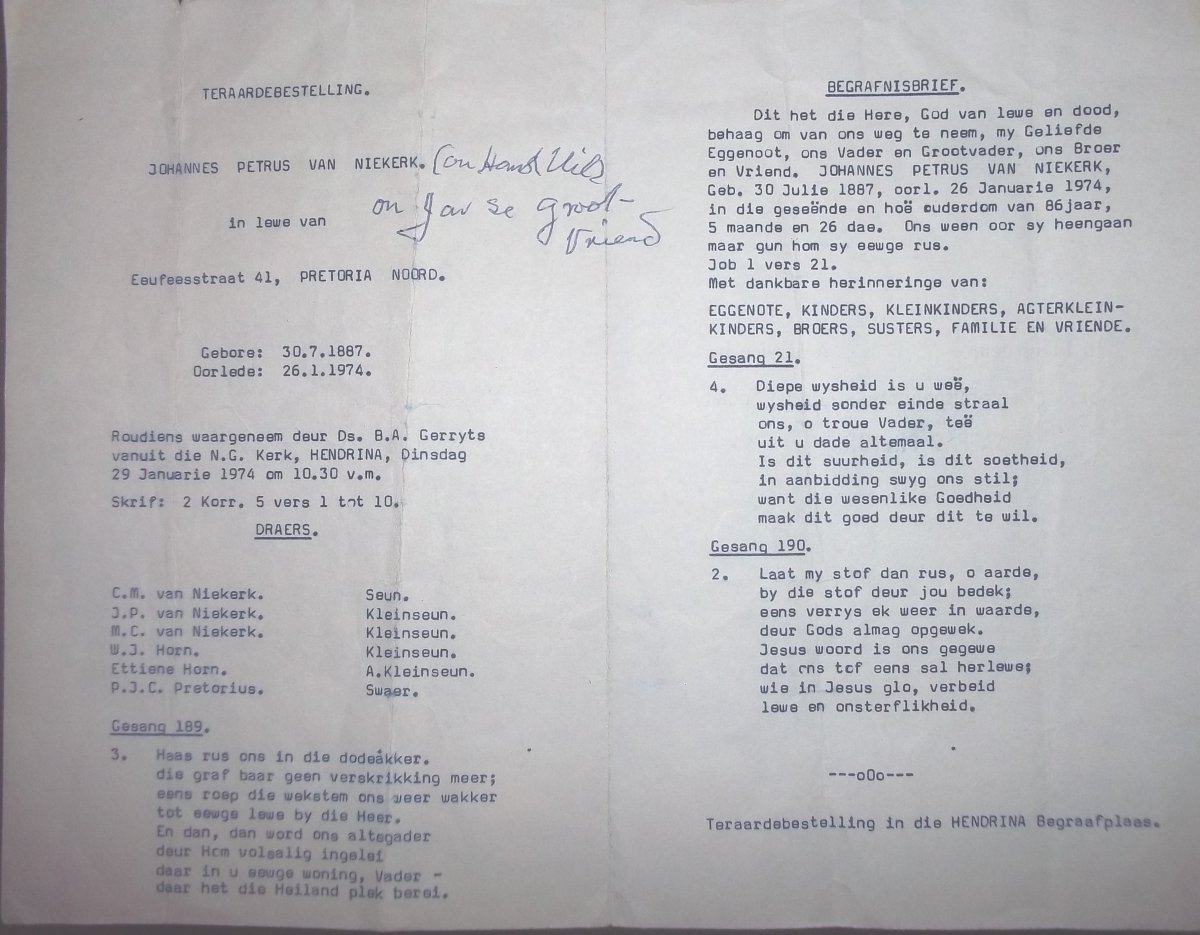 TERAARDEBESTELLING.
JOHANNES PETRUS VAN NIEKERK.
in lewe van
se Groot-
Vriend
Eeufeesstraat 41, PRETORIA NOORD.
Gebore: 30.7.1887.
Oorlede: 26.1.1974.
Roudiens waargeneem deur Ds. B.A. Gerryts
vanuit die N.G. Kerk, HENDRINA, Dinsdag
29 Januarie 1974 om 10.30 v.m.
Skrif: 2 Korr. 5 vers 1 tot 10.
DRAERS.
C.M. van Niekerk. Seun.
J.P. van Niekerk. Kleinseun.
M.C. van Niekerk. Kleinseun.
W.J. Horn. Kleinseun.
Ettiene Horn. A.Kleinseun.
P.J.C. Pretorius. Swaer.
Gesang 189.
3. Haas rus ons in die dodeåkker.
die graf baar geen verskrikking meer;
eens roep die wekstem ons weer wakker
tot eewge lewe by die Heer.
En dan, dan word ons altegader
deur Hom volsalig ingelei
daar in u eewge woning, Vader -
daar het die Heiland plek berei.
BEGRAFNISBRIEF.
Dit het die Here, God van lewe en dood,
behaag om van ons weg te neem, my Geliefde
Eggenoot, ons Vader en Grootvader, ons Broer
en Vriend. JOHANNES PETRUS VAN NIEKERK,
Geb. 30 Julie 1887, oorl. 26 Januarie 1974,
in die geseënde en hoë ouderdom van 86jaar,
5 maande en 26 dae. Ons ween oor sy heengaan
maar gun hom sy eewge rus.
Job 1 vers 21.
Met dankbare herinneringe van:
EGGENOTE, KINDERS, KLEINKINDERS, AGTERKLEIN-
KINDERS, BROERS, SUSTERS, FAMILIE EN VRIENDE.
Gesang 21.
4. Diepe wysheid is u weë,
wysheid sonder einde straal
ons, o troue Vader, teë
uit u dade altemaal.
Is dit suurheid, is dit soetheid,
in aanbidding swyg ons stil;
want die wesenlike Goedheid
maak dit goed deur dit te wil.
Gesang 190.
2. Laat my stof dan rus, o aarde,
by die stof deur jou bedek;
eens verrys ek weer in waarde,
deur Gods almag opgewek.
Jesus woord is ons gegewe
dat ons tof eens sal herlewe;
wie in Jesus glo, verbeid
lewe en onsterflikheid.
---oOo---
Teraardebestelling in die HENDRINA Begraafplaas.